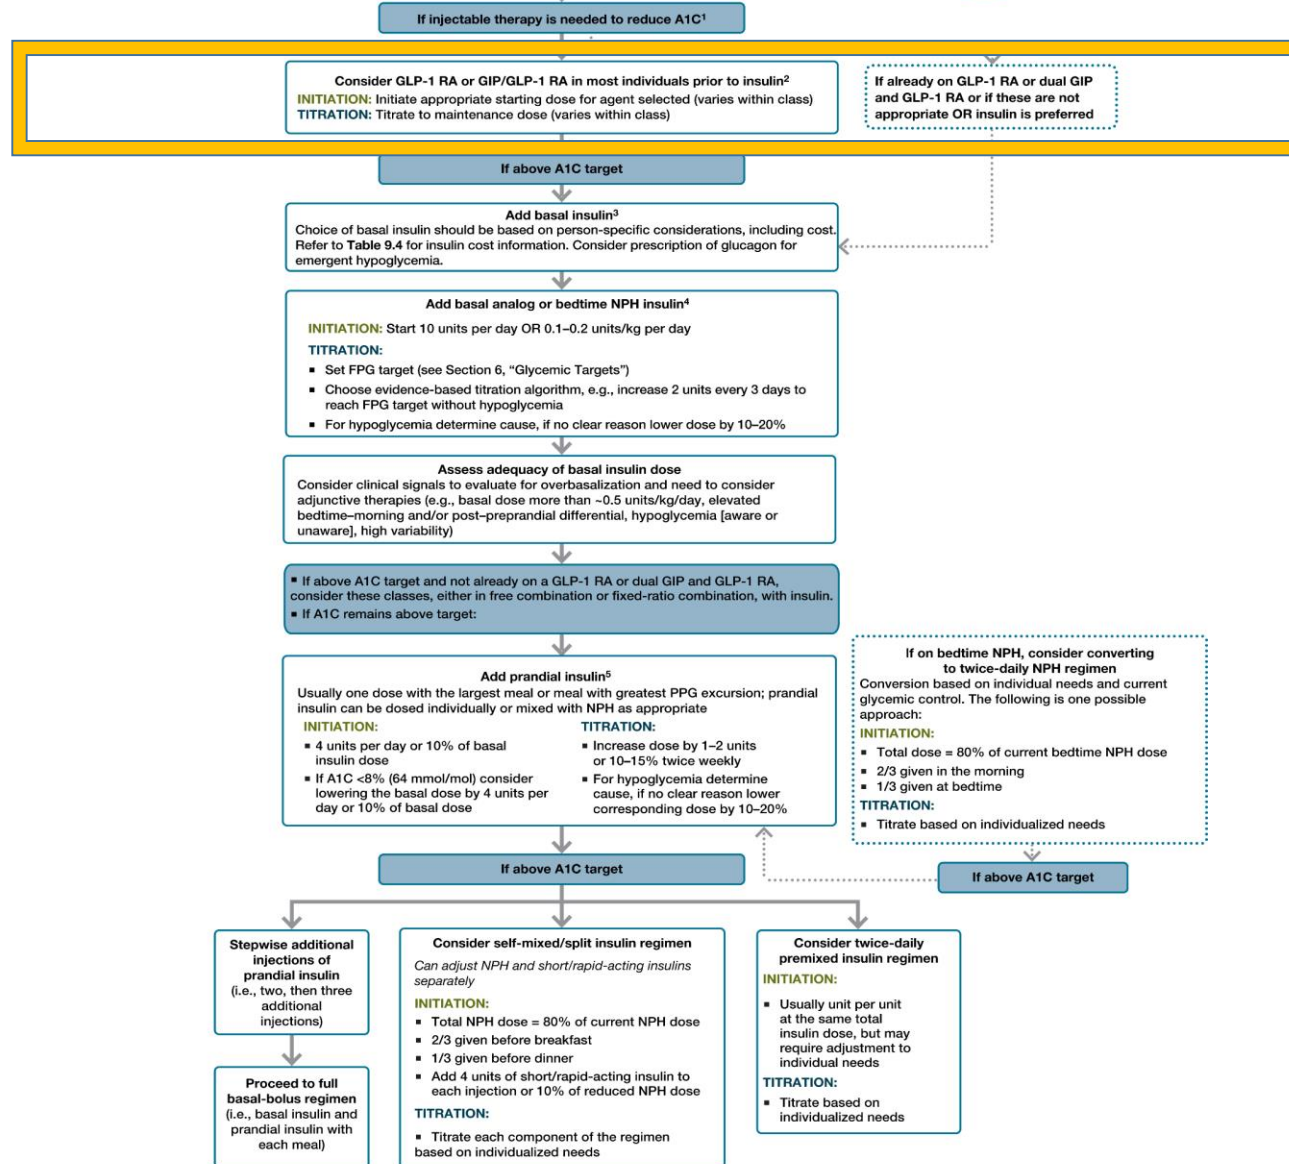 If injectable therapy is needed to reduce A1C¹
Consider GLP-1 RA or GIP/GLP-1 RA in most individuals prior to insulin²
INITIATION: Initiate appropriate starting dose for agent selected (varies within class)
TITRATION: Titrate to maintenance dose (varies within class)
If already on GLP-1 RA or dual GIP
and GLP-1 RA or if these are not
appropriate OR insulin is preferred
If above A1C target
Add basal insulin³
Choice of basal insulin should be based on person-specific considerations, including cost.
Refer to Table 9.4 for insulin cost information. Consider prescription of glucagon for
emergent hypoglycemia.
Add basal analog or bedtime NPH insulin⁴
INITIATION: Start 10 units per day OR 0.1–0.2 units/kg per day
TITRATION:
▪ Set FPG target (see Section 6, “Glycemic Targets”)
▪ Choose evidence-based titration algorithm, e.g., increase 2 units every 3 days to
reach FPG target without hypoglycemia
▪ For hypoglycemia determine cause, if no clear reason lower dose by 10–20%
Assess adequacy of basal insulin dose
Consider clinical signals to evaluate for overbasalization and need to consider
adjunctive therapies (e.g., basal dose more than ~0.5 units/kg/day, elevated
bedtime–morning and/or post–preprandial differential, hypoglycemia [aware or
unaware], high variability)
▪ If above A1C target and not already on a GLP-1 RA or dual GIP and GLP-1 RA,
consider these classes, either in free combination or fixed-ratio combination, with insulin.
▪ If A1C remains above target:
Add prandial insulin⁵
Usually one dose with the largest meal or meal with greatest PPG excursion; prandial
insulin can be dosed individually or mixed with NPH as appropriate
INITIATION:
▪ 4 units per day or 10% of basal
insulin dose
▪ If A1C <8% (64 mmol/mol) consider
lowering the basal dose by 4 units per
day or 10% of basal dose
TITRATION:
▪ Increase dose by 1–2 units
or 10–15% twice weekly
▪ For hypoglycemia determine
cause, if no clear reason lower
corresponding dose by 10–20%
If on bedtime NPH, consider converting
to twice-daily NPH regimen
Conversion based on individual needs and current
glycemic control. The following is one possible
approach:
INITIATION:
▪ Total dose = 80% of current bedtime NPH dose
▪ 2/3 given in the morning
▪ 1/3 given at bedtime
TITRATION:
▪ Titrate based on individualized needs
If above A1C target
If above A1C target
Stepwise additional
injections of
prandial insulin
(i.e., two, then three
additional
injections)
Proceed to full
basal-bolus regimen
(i.e., basal insulin and
prandial insulin with
each meal)
Consider self-mixed/split insulin regimen
Can adjust NPH and short/rapid-acting insulins
separately
INITIATION:
▪ Total NPH dose = 80% of current NPH dose
▪ 2/3 given before breakfast
▪ 1/3 given before dinner
▪ Add 4 units of short/rapid-acting insulin to
each injection or 10% of reduced NPH dose
TITRATION:
▪ Titrate each component of the regimen
based on individualized needs
Consider twice-daily
premixed insulin regimen
INITIATION:
▪ Usually unit per unit
at the same total
insulin dose, but may
require adjustment to
individual needs
TITRATION:
▪ Titrate based on
individualized needs